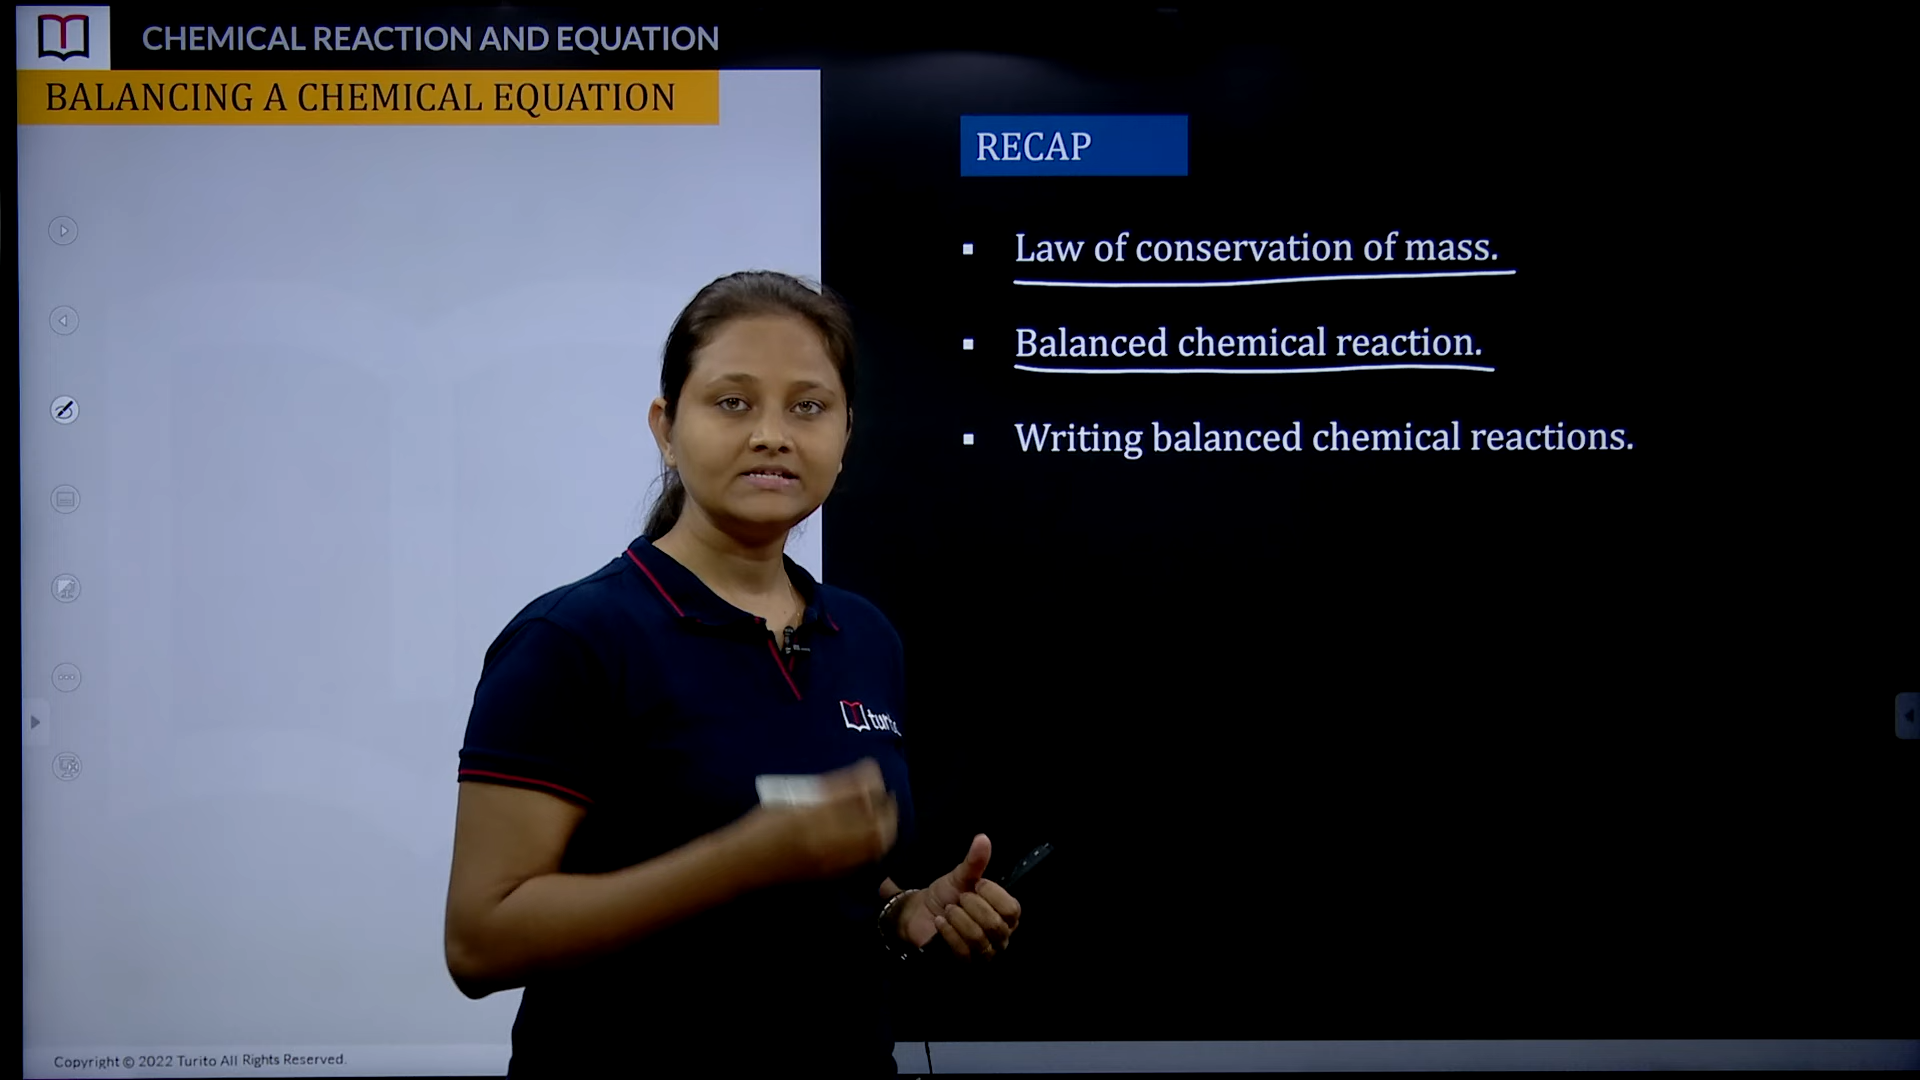 CHEMICAL REACTION AND EQUATION
BALANCING A CHEMICAL EQUATION
RECAP
▪ Law of conservation of mass.
▪ Balanced chemical reaction.
▪ Writing balanced chemical reactions.
Copyright © 2022 Turito All Rights Reserved.